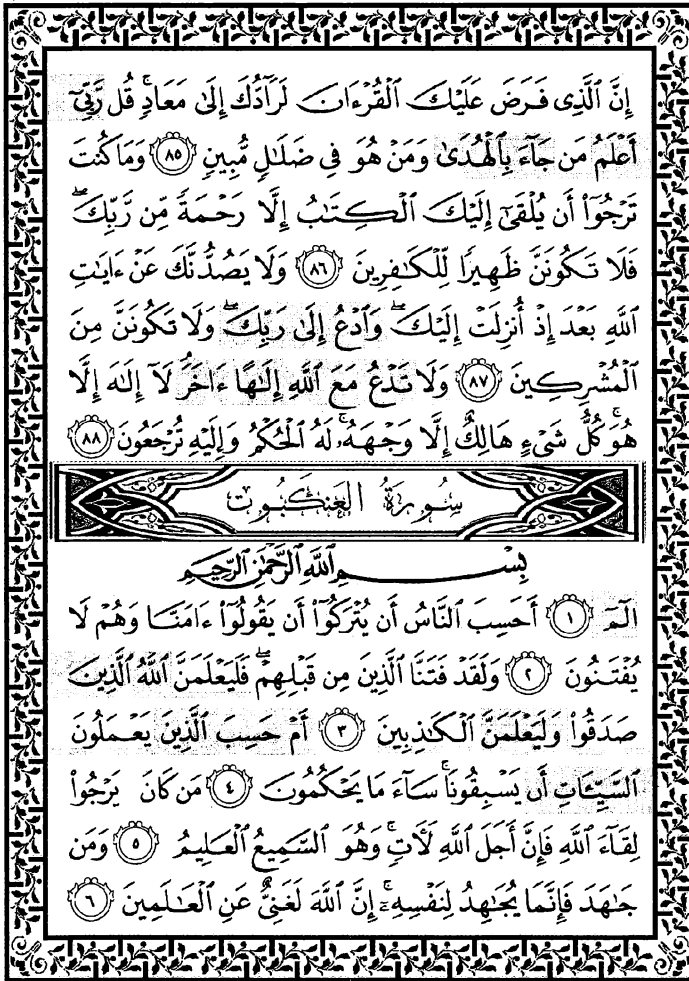 إِنَّ ٱلَّذِى فَرَضَ عَلَيْكَ ٱلْقُرْءَانَ لَرَآدُّكَ إِلَىٰ مَعَادٍۢ ۚ قُل رَّبِّىٓ
أَعْلَمُ مَن جَآءَ بِٱلْهُدَىٰ وَمَنْ هُوَ فِى ضَلَـٰلٍۢ مُّبِينٍۢ ٨٥ وَمَا كُنتَ
تَرْجُوٓا۟ أَن يُلْقَىٰٓ إِلَيْكَ ٱلْكِتَـٰبُ إِلَّا رَحْمَةًۭ مِّن رَّبِّكَ ۖ
فَلَا تَكُونَنَّ ظَهِيرًۭا لِّلْكَـٰفِرِينَ ٨٦ وَلَا يَصُدُّنَّكَ عَنْ ءَايَـٰتِ
ٱللَّهِ بَعْدَ إِذْ أُنزِلَتْ إِلَيْكَ ۖ وَٱدْعُ إِلَىٰ رَبِّكَ ۖ وَلَا تَكُونَنَّ مِنَ
ٱلْمُشْرِكِينَ ٨٧ وَلَا تَدْعُ مَعَ ٱللَّهِ إِلَـٰهًا ءَاخَرَ ۘ لَآ إِلَـٰهَ إِلَّا
هُوَ ۚ كُلُّ شَىْءٍ هَالِكٌ إِلَّا وَجْهَهُۥ ۚ لَهُ ٱلْحُكْمُ وَإِلَيْهِ تُرْجَعُونَ ٨٨
سُورَةُ العَنكَبُوت
بِسْمِ ٱللَّهِ ٱلرَّحْمَـٰنِ ٱلرَّحِيمِ
الٓمٓ ١ أَحَسِبَ ٱلنَّاسُ أَن يُتْرَكُوٓا۟ أَن يَقُولُوٓا۟ ءَامَنَّا وَهُمْ لَا
يُفْتَنُونَ ٢ وَلَقَدْ فَتَنَّا ٱلَّذِينَ مِن قَبْلِهِمْ ۖ فَلَيَعْلَمَنَّ ٱللَّهُ ٱلَّذِينَ
صَدَقُوا۟ وَلَيَعْلَمَنَّ ٱلْكَـٰذِبِينَ ٣ أَمْ حَسِبَ ٱلَّذِينَ يَعْمَلُونَ
ٱلسَّيِّـَٔاتِ أَن يَسْبِقُونَا ۚ سَآءَ مَا يَحْكُمُونَ ٤ مَن كَانَ يَرْجُوا۟
لِقَآءَ ٱللَّهِ فَإِنَّ أَجَلَ ٱللَّهِ لَـَٔاتٍۢ ۚ وَهُوَ ٱلسَّمِيعُ ٱلْعَلِيمُ ٥ وَمَن
جَـٰهَدَ فَإِنَّمَا يُجَـٰهِدُ لِنَفْسِهِۦٓ ۚ إِنَّ ٱللَّهَ لَغَنِىٌّ عَنِ ٱلْعَـٰلَمِينَ ٦